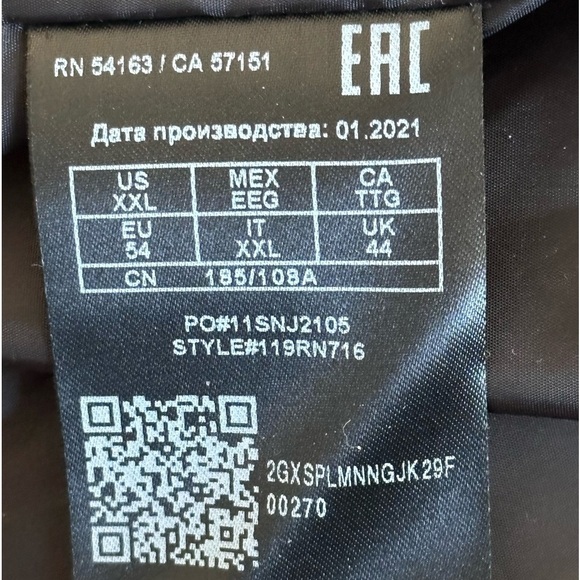 RN 54163 / CA 57151
EAC
Дата производства: 01.2021
US MEX CA
XXL EEG TTG
EU IT UK
54 XXL 44
CN 185/108A
PO#11SNJ2105
STYLE#119RN716
2GXSPLMNNGJK29F
00270